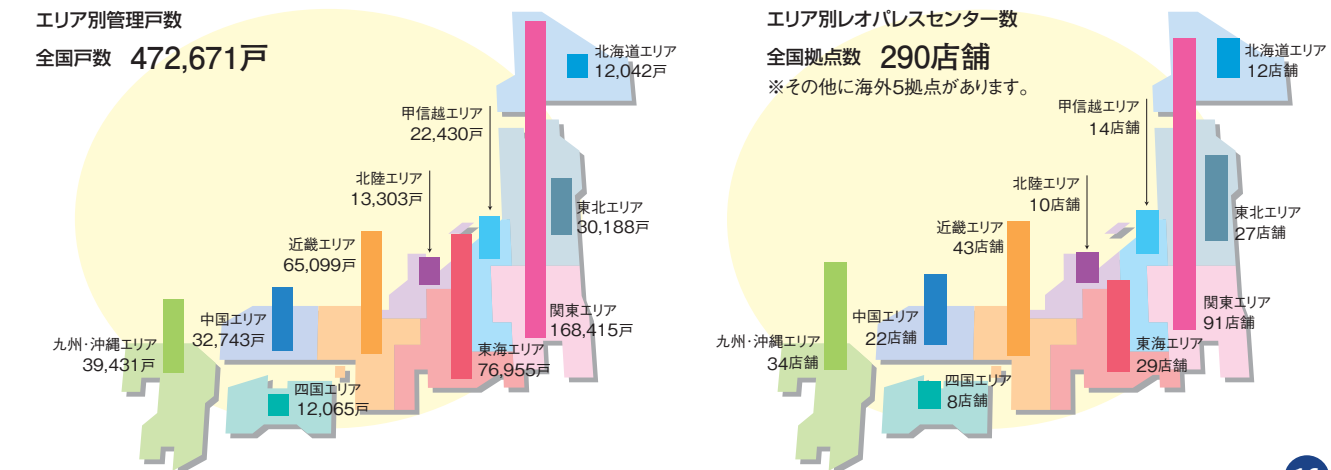 エリア別管理戸数
全国戸数 472,671戸
北海道エリア
12,042戸
甲信越エリア
22,430戸
北陸エリア
13,303戸
東北エリア
30,188戸
近畿エリア
65,099戸
関東エリア
168,415戸
中国エリア
32,743戸
九州・沖縄エリア
39,431戸
東海エリア
76,955戸
四国エリア
12,065戸
エリア別レオパレスセンター数
全国拠点数 290店舗
※その他に海外5拠点があります。
北海道エリア
12店舗
甲信越エリア
14店舗
北陸エリア
10店舗
東北エリア
27店舗
近畿エリア
43店舗
関東エリア
91店舗
中国エリア
22店舗
九州・沖縄エリア
34店舗
東海エリア
29店舗
四国エリア
8店舗